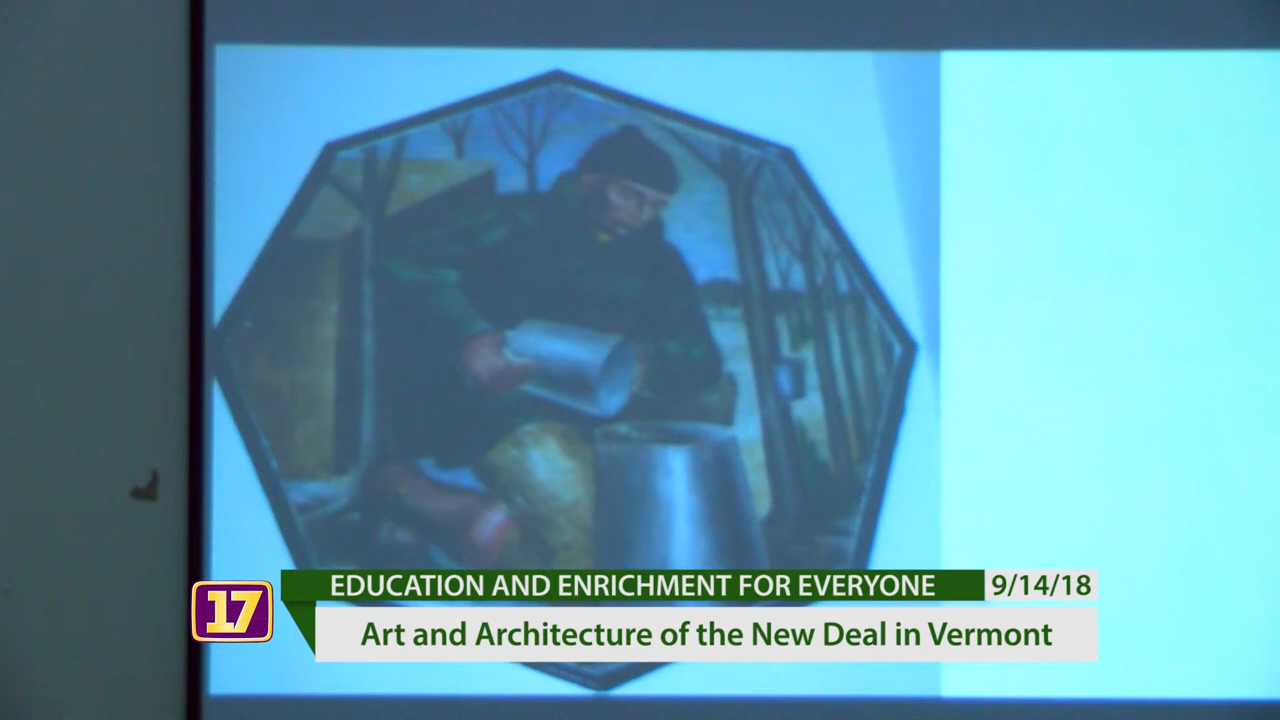 17
EDUCATION AND ENRICHMENT FOR EVERYONE 9/14/18
Art and Architecture of the New Deal in Vermont